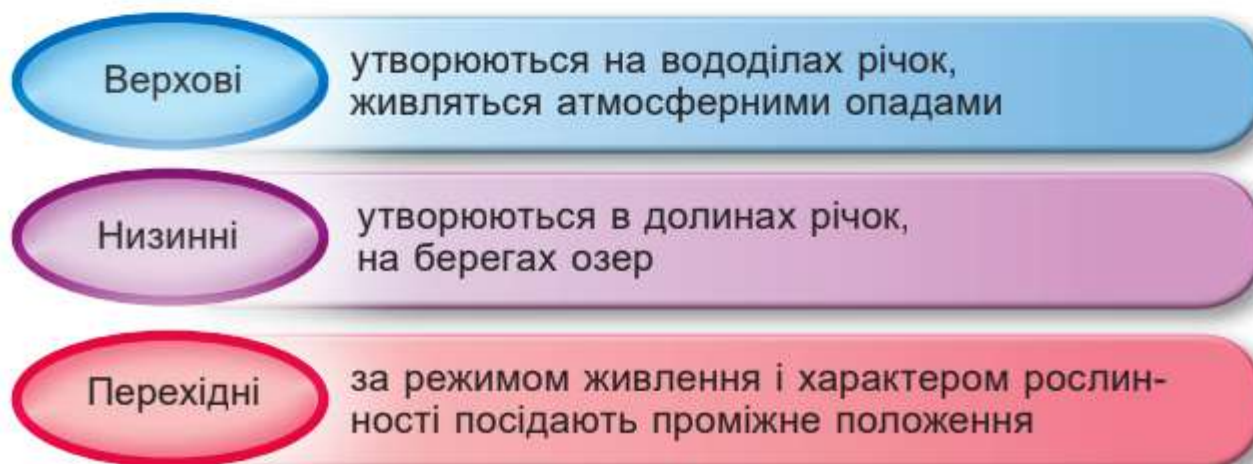 Верхові
утворюються на вододілах річок,
живляться атмосферними опадами
Низинні
утворюються в долинах річок,
на берегах озер
Перехідні
за режимом живлення і характером рослин-
ності посідають проміжне положення